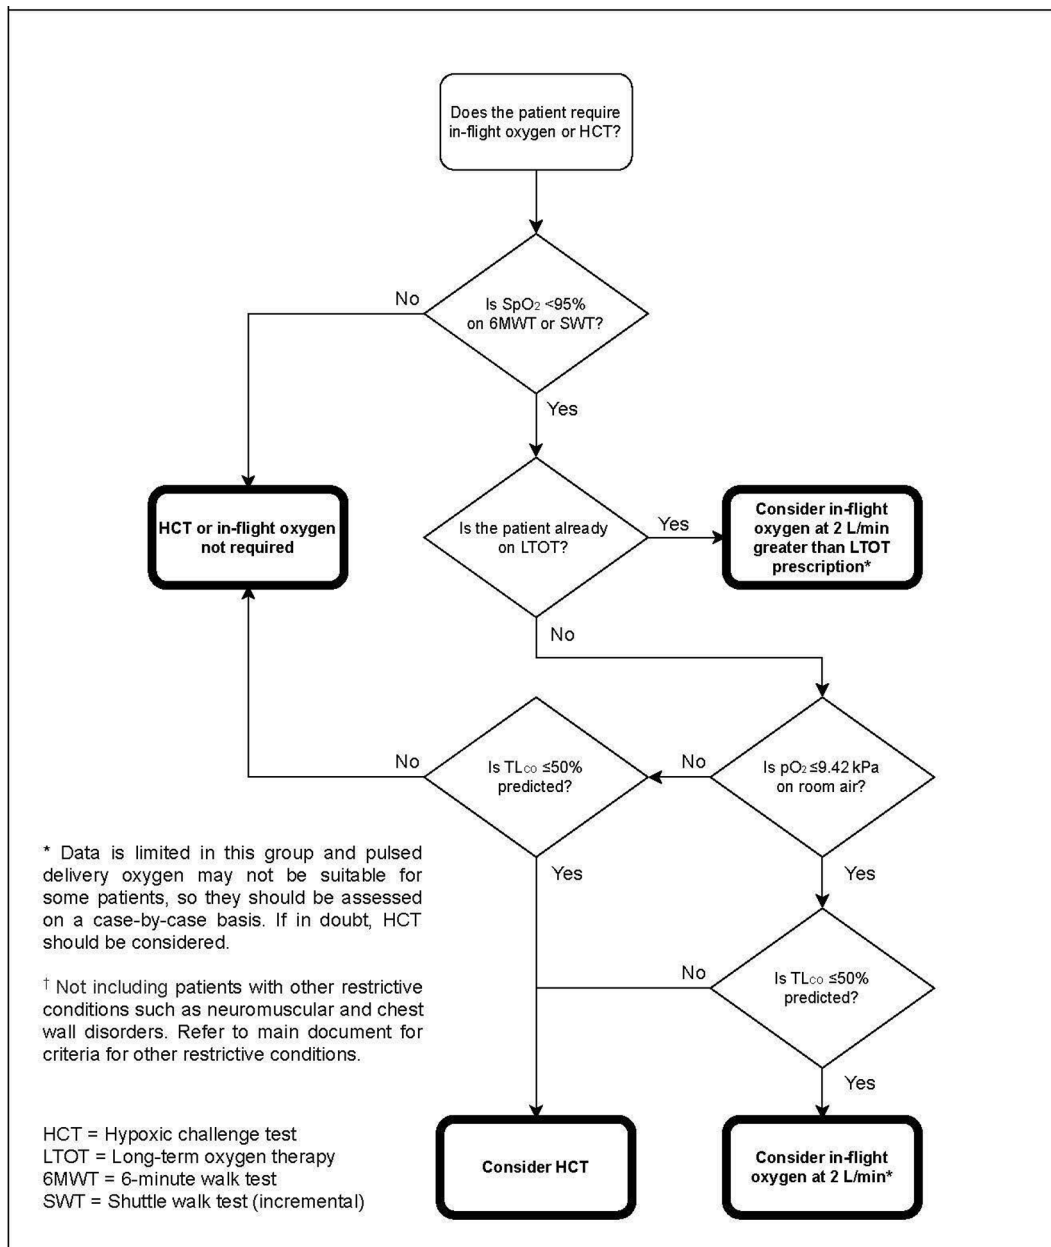 Does the patient require
in-flight oxygen or HCT?
No
Is SpO2 <95%
on 6MWT or SWT?
Yes
HCT or in-flight oxygen
not required
Is the patient already
on LTOT?
Yes
Consider in-flight
oxygen at 2 L/min
greater than LTOT
prescription*
No
No
Is TLCO ≤50%
predicted?
No
Is pO2 ≤9.42 kPa
on room air?
Yes
Yes
* Data is limited in this group and pulsed
delivery oxygen may not be suitable for
some patients, so they should be assessed
on a case-by-case basis. If in doubt, HCT
should be considered.
No
Is TLCO ≤50%
predicted?
† Not including patients with other restrictive
conditions such as neuromuscular and chest
wall disorders. Refer to main document for
criteria for other restrictive conditions.
Yes
HCT = Hypoxic challenge test
LTOT = Long-term oxygen therapy
6MWT = 6-minute walk test
SWT = Shuttle walk test (incremental)
Consider HCT
Consider in-flight
oxygen at 2 L/min*